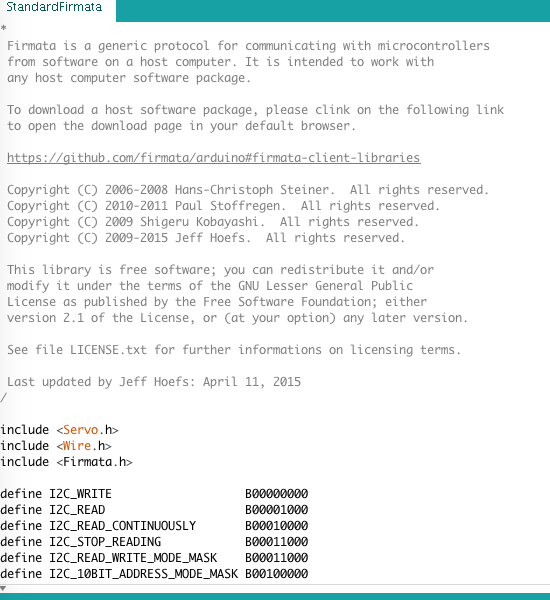 StandardFirmata
*
Firmata is a generic protocol for communicating with microcontrollers
from software on a host computer. It is intended to work with
any host computer software package.
To download a host software package, please clink on the following link
to open the download page in your default browser.
https://github.com/firmata/arduino#firmata-client-libraries
Copyright (C) 2006-2008 Hans-Christoph Steiner.  All rights reserved.
Copyright (C) 2010-2011 Paul Stoffregen.  All rights reserved.
Copyright (C) 2009 Shigeru Kobayashi.  All rights reserved.
Copyright (C) 2009-2015 Jeff Hoefs.  All rights reserved.
This library is free software; you can redistribute it and/or
modify it under the terms of the GNU Lesser General Public
License as published by the Free Software Foundation; either
version 2.1 of the License, or (at your option) any later version.
See file LICENSE.txt for further informations on licensing terms.
Last updated by Jeff Hoefs: April 11, 2015
/
include <Servo.h>
include <Wire.h>
include <Firmata.h>
define I2C_WRITE                   B00000000
define I2C_READ                    B00001000
define I2C_READ_CONTINUOUSLY       B00010000
define I2C_STOP_READING            B00011000
define I2C_READ_WRITE_MODE_MASK    B00011000
define I2C_10BIT_ADDRESS_MODE_MASK B00100000